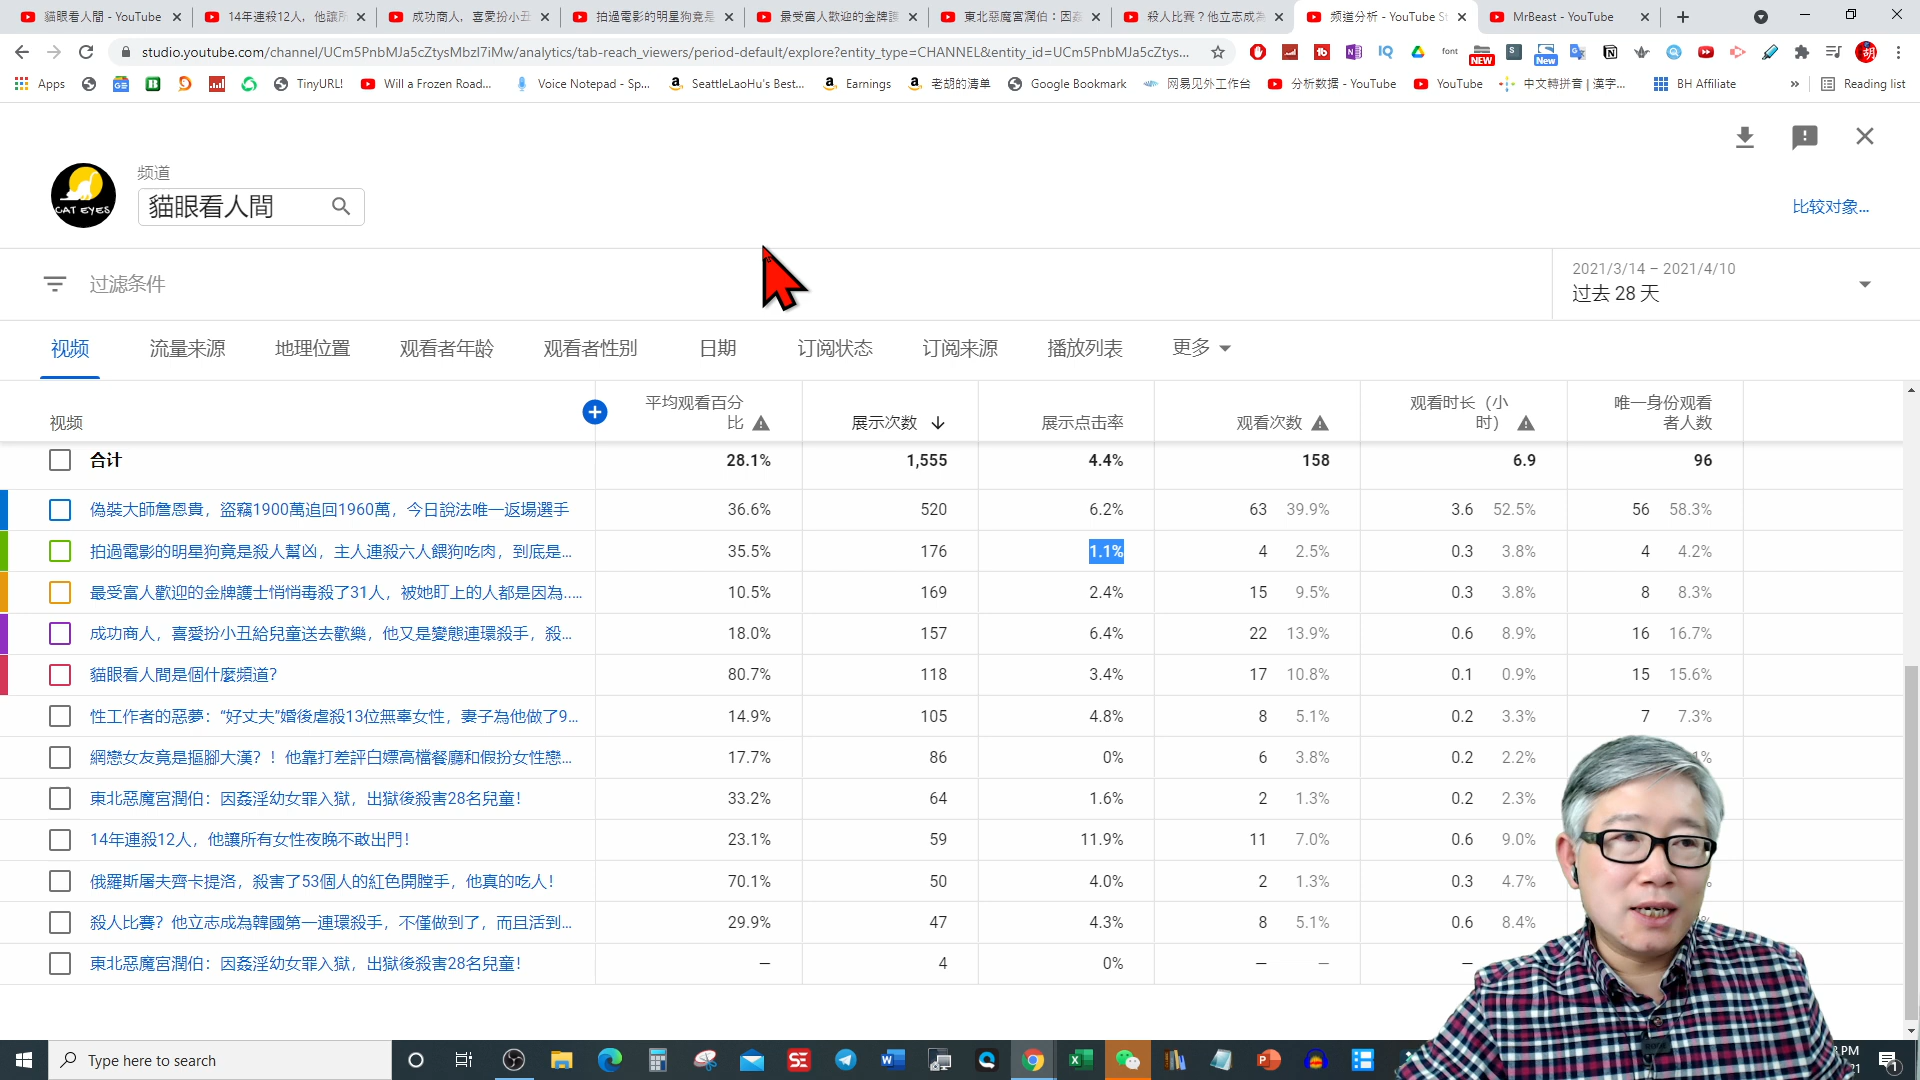 貓眼看人間 - YouTube
14年連殺12人，他讓所
成功商人，喜愛扮小丑
拍過電影的明星狗竟是
最受富人歡迎的金牌護
東北惡魔宮潤伯：因姦
殺人比賽？他立志成為
频道分析 - YouTube St
MrBeast - YouTube
studio.youtube.com/channel/UCm5PnbMJa5cZtysMbzI7iMw/analytics/tab-reach_viewers/period-default/explore?entity_type=CHANNEL&entity_id=UCm5PnbMJa5cZtys...
Apps
TinyURL!
Will a Frozen Road...
Voice Notepad - Sp...
SeattleLaoHu's Best...
Earnings
老胡的清单
Google Bookmark
网易见外工作台
分析数据 - YouTube
YouTube
中文轉拼音 | 漢字...
BH Affiliate
»
Reading list
CAT EYES
频道
貓眼看人間
比较对象...
过滤条件
2021/3/14 – 2021/4/10
过去 28 天
视频 流量来源 地理位置 观看者年龄 观看者性别 日期 订阅状态 订阅来源 播放列表 更多
视频 平均观看百分比 展示次数 展示点击率 观看次数 观看时长（小时） 唯一身份观看者人数
合计 28.1% 1,555 4.4% 158 6.9 96
偽裝大師詹恩貴，盜竊1900萬追回1960萬，今日說法唯一返場選手 36.6% 520 6.2% 63 39.9% 3.6 52.5% 56 58.3%
拍過電影的明星狗竟是殺人幫凶，主人連殺六人餵狗吃肉，到底是... 35.5% 176 1.1% 4 2.5% 0.3 3.8% 4 4.2%
最受富人歡迎的金牌護士悄悄毒殺了31人，被她盯上的人都是因為..... 10.5% 169 2.4% 15 9.5% 0.3 3.8% 8 8.3%
成功商人，喜愛扮小丑給兒童送去歡樂，他又是變態連環殺手，殺... 18.0% 157 6.4% 22 13.9% 0.6 8.9% 16 16.7%
貓眼看人間是個什麼頻道？ 80.7% 118 3.4% 17 10.8% 0.1 0.9% 15 15.6%
性工作者的惡夢：“好丈夫”婚後虐殺13位無辜女性，妻子為他做了9... 14.9% 105 4.8% 8 5.1% 0.2 3.3% 7 7.3%
網戀女友竟是摳腳大漢？！他靠打差評白嫖高檔餐廳和假扮女性戀... 17.7% 86 0% 6 3.8% 0.2 2.2%
東北惡魔宮潤伯：因姦淫幼女罪入獄，出獄後殺害28名兒童！ 33.2% 64 1.6% 2 1.3% 0.2 2.3%
14年連殺12人，他讓所有女性夜晚不敢出門！ 23.1% 59 11.9% 11 7.0% 0.6 9.0%
俄羅斯屠夫齊卡提洛，殺害了53個人的紅色開膛手，他真的吃人！ 70.1% 50 4.0% 2 1.3% 0.3 4.7%
殺人比賽？他立志成為韓國第一連環殺手，不僅做到了，而且活到... 29.9% 47 4.3% 8 5.1% 0.6 8.4%
東北惡魔宮潤伯：因姦淫幼女罪入獄，出獄後殺害28名兒童！ – 4 0% – – –
Type here to search